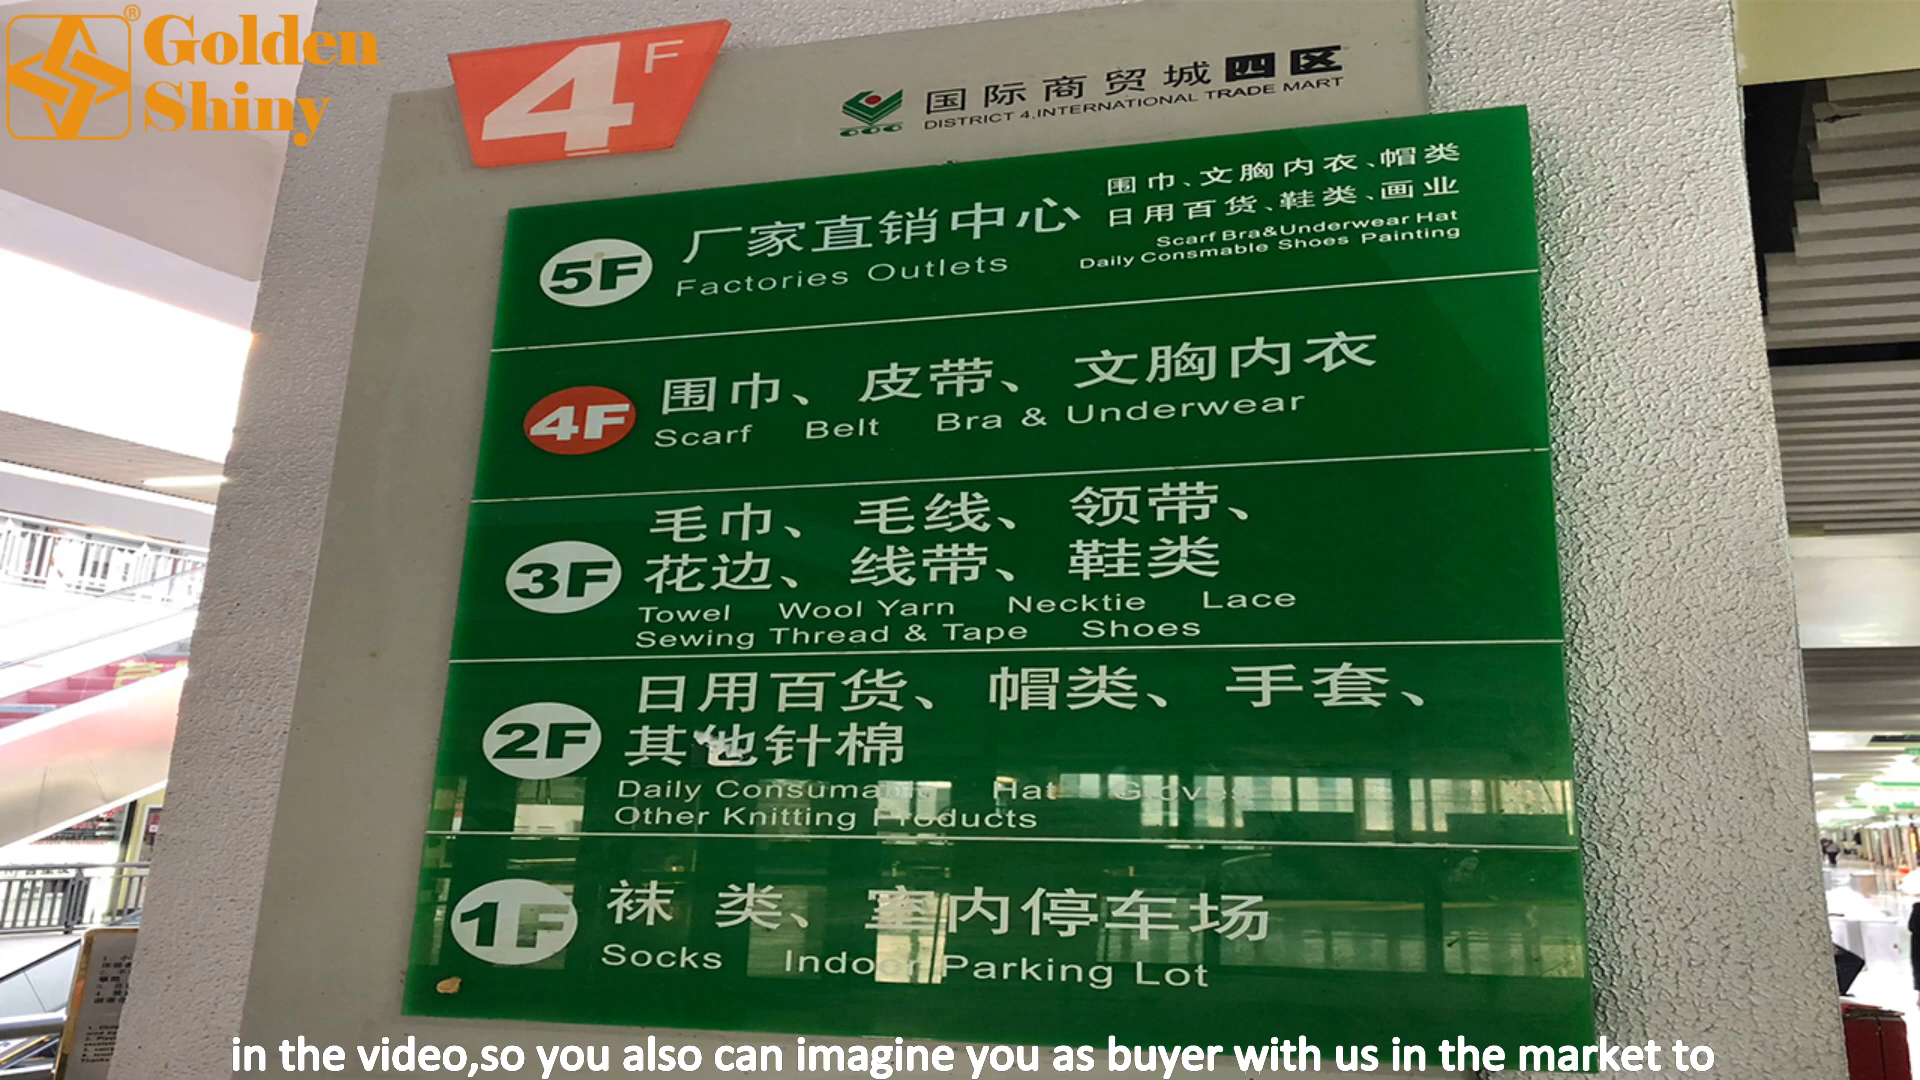 Golden
Shiny
®
4F
国际商贸城四区
DISTRICT 4,INTERNATIONAL TRADE MART
5F
厂家直销中心
Factories Outlets
围巾、文胸内衣、帽类
日用百货、鞋类、画业
Scarf Bra&Underwear Hat
Daily Consmable Shoes Painting
4F
围巾、皮带、文胸内衣
Scarf Belt Bra & Underwear
3F
毛巾、毛线、领带、
花边、线带、鞋类
Towel Wool Yarn Necktie Lace
Sewing Thread & Tape Shoes
2F
日用百货、帽类、手套、
其他针棉
Daily Hat Gloves
Other Knitting Products
1F
袜类、室内停车场
Socks Indoor Parking Lot
in the video,so you also can imagine you as buyer with us in the market to